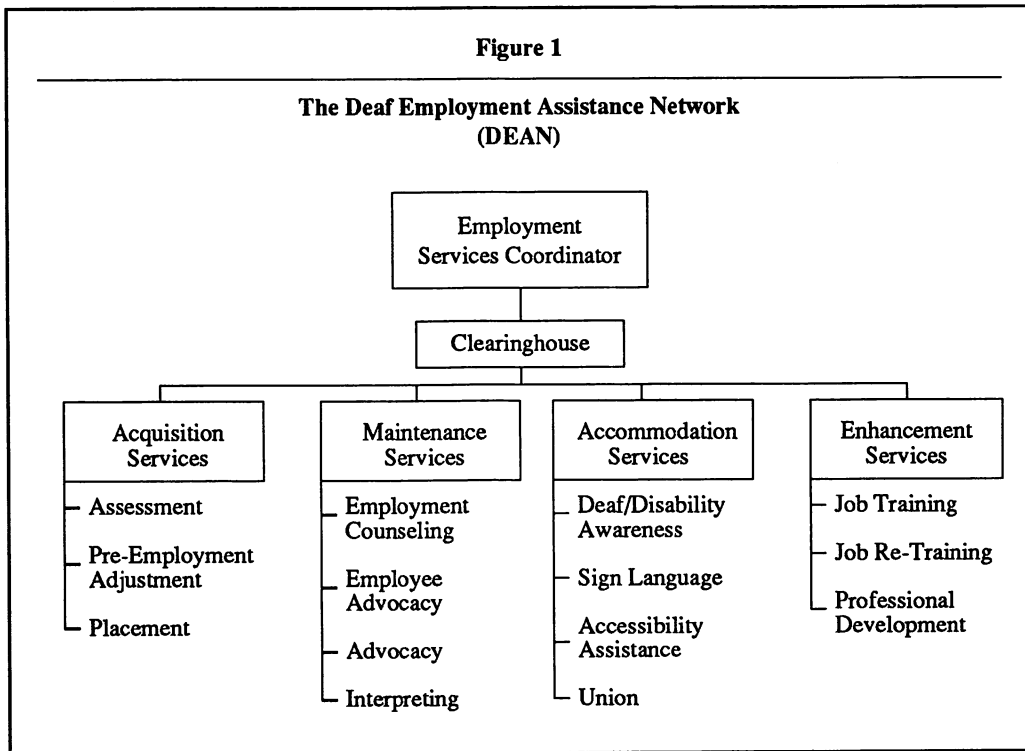 Figure 1
The Deaf Employment Assistance Network
(DEAN)
Employment
Services Coordinator
Clearinghouse
Acquisition
Services
Assessment
Pre-Employment
Adjustment
Placement
Maintenance
Services
Employment
Counseling
Employee
Advocacy
Advocacy
Interpreting
Accommodation
Services
Deaf/Disability
Awareness
Sign Language
Accessibility
Assistance
Union
Enhancement
Services
Job Training
Job Re-Training
Professional
Development